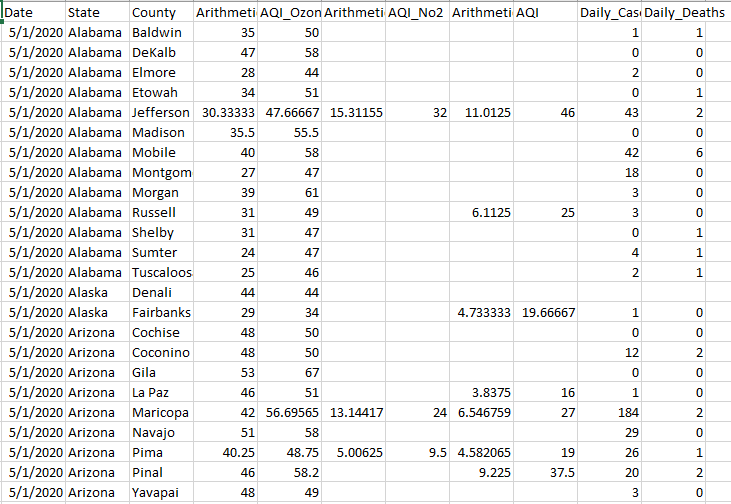 Date State County Arithmeti AQI_Ozon Arithmeti AQI_No2 Arithmeti AQI Daily_Cas Daily_Deaths
5/1/2020 Alabama Baldwin 35 50 1 1
5/1/2020 Alabama DeKalb 47 58 0 0
5/1/2020 Alabama Elmore 28 44 2 0
5/1/2020 Alabama Etowah 34 51 0 1
5/1/2020 Alabama Jefferson 30.33333 47.66667 15.31155 32 11.0125 46 43 2
5/1/2020 Alabama Madison 35.5 55.5 0 0
5/1/2020 Alabama Mobile 40 58 42 6
5/1/2020 Alabama Montgom 27 47 18 0
5/1/2020 Alabama Morgan 39 61 3 0
5/1/2020 Alabama Russell 31 49 6.1125 25 3 0
5/1/2020 Alabama Shelby 31 47 0 1
5/1/2020 Alabama Sumter 24 47 4 1
5/1/2020 Alabama Tuscaloos 25 46 2 1
5/1/2020 Alaska Denali 44 44
5/1/2020 Alaska Fairbanks 29 34 4.733333 19.66667 1 0
5/1/2020 Arizona Cochise 48 50 0 0
5/1/2020 Arizona Coconino 48 50 12 2
5/1/2020 Arizona Gila 53 67 0 0
5/1/2020 Arizona La Paz 46 51 3.8375 16 1 0
5/1/2020 Arizona Maricopa 42 56.69565 13.14417 24 6.546759 27 184 2
5/1/2020 Arizona Navajo 51 58 29 0
5/1/2020 Arizona Pima 40.25 48.75 5.00625 9.5 4.582065 19 26 1
5/1/2020 Arizona Pinal 46 58.2 9.225 37.5 20 2
5/1/2020 Arizona Yavapai 48 49 3 0